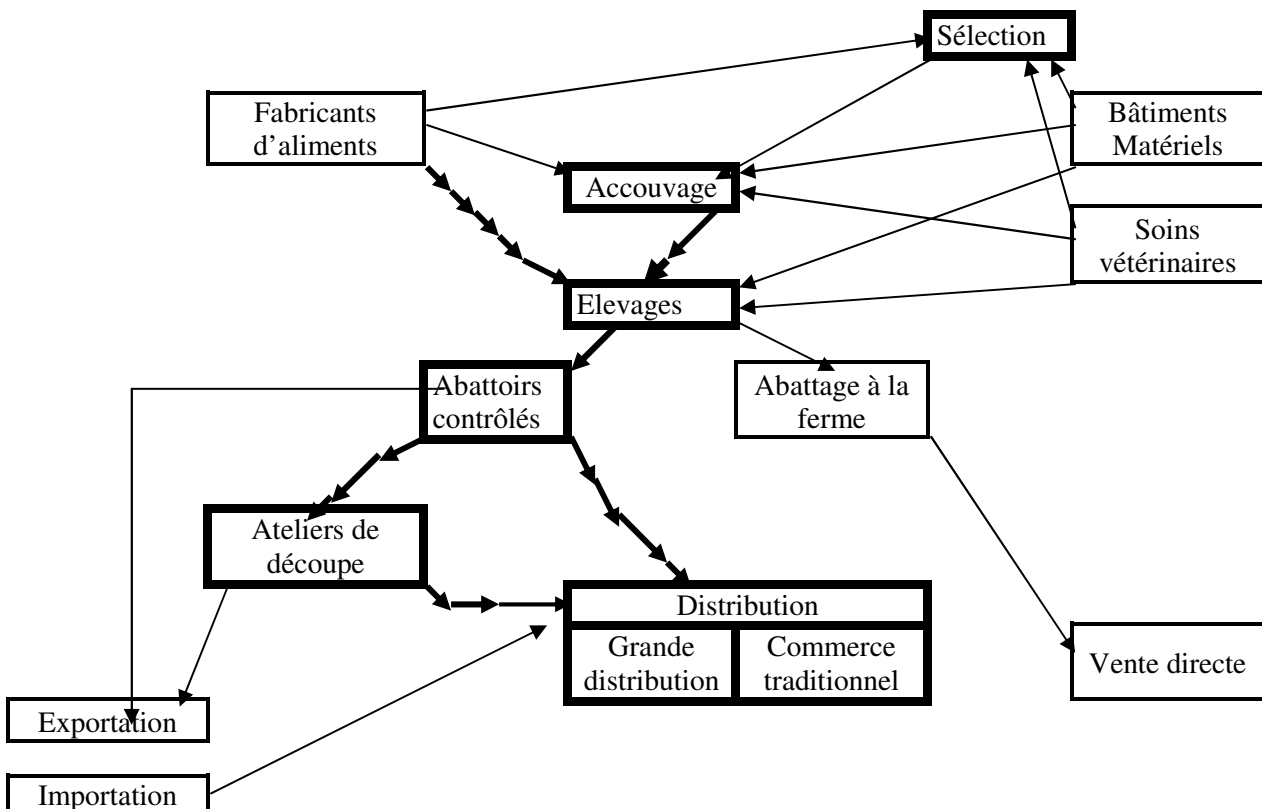 Sélection
Fabricants
d’aliments
Bâtiments
Matériels
Accouvage
Soins
vétérinaires
Elevages
Abattoirs
contrôlés
Abattage à la
ferme
Ateliers de
découpe
Distribution
Grande
distribution
Commerce
traditionnel
Vente directe
Exportation
Importation